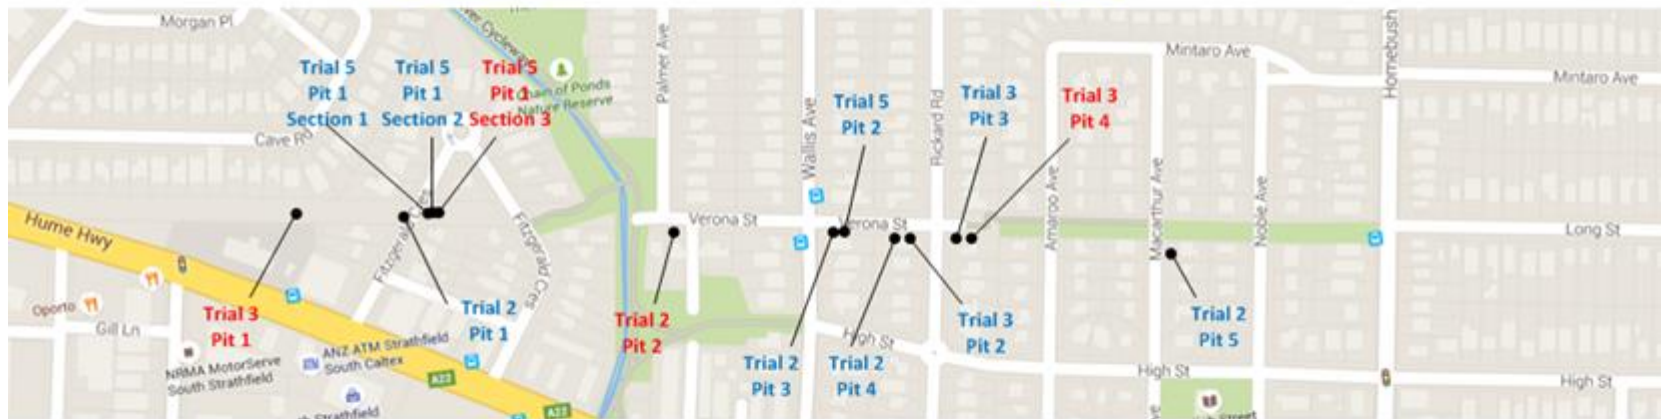 Morgan Pl
Cave Rd
Hume Hwy
Oporto
Gill Ln
NRMA MotorServe
South Strathfield
ANZ ATM Strathfield
South Caltex
Strathfield
A22
A22
Fitzgerald Cres
Fitzgerald Cres
Cycleway
Chain of Ponds
Nature Reserve
Palmer Ave
Verona St
Wallis Ave
Verona St
Rickard Rd
High St
Amaroo Ave
Macarthur Ave
Noble Ave
Mintaro Ave
Homebush
Mintaro Ave
Long St
High St
High St
Street
Trial 5
Pit 1
Section 1
Trial 5
Pit 1
Section 2
Trial 5
Pit 1
Section 3
Trial 5
Pit 2
Trial 3
Pit 3
Trial 3
Pit 4
Trial 3
Pit 1
Trial 2
Pit 1
Trial 2
Pit 2
Trial 2
Pit 3
Trial 2
Pit 4
Trial 3
Pit 2
Trial 2
Pit 5